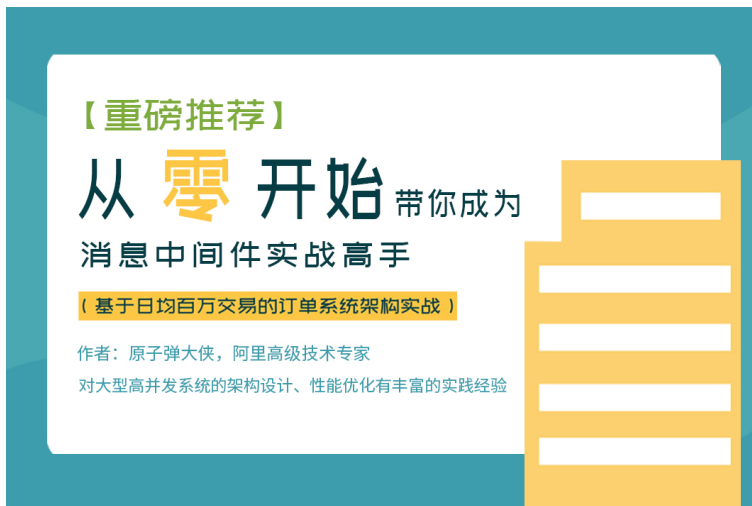 【重磅推荐】
从零开始带你成为
消息中间件实战高手
（基于日均百万交易的订单系统架构实战）
作者：原子弹大侠，阿里高级技术专家
对大型高并发系统的架构设计、性能优化有丰富的实践经验